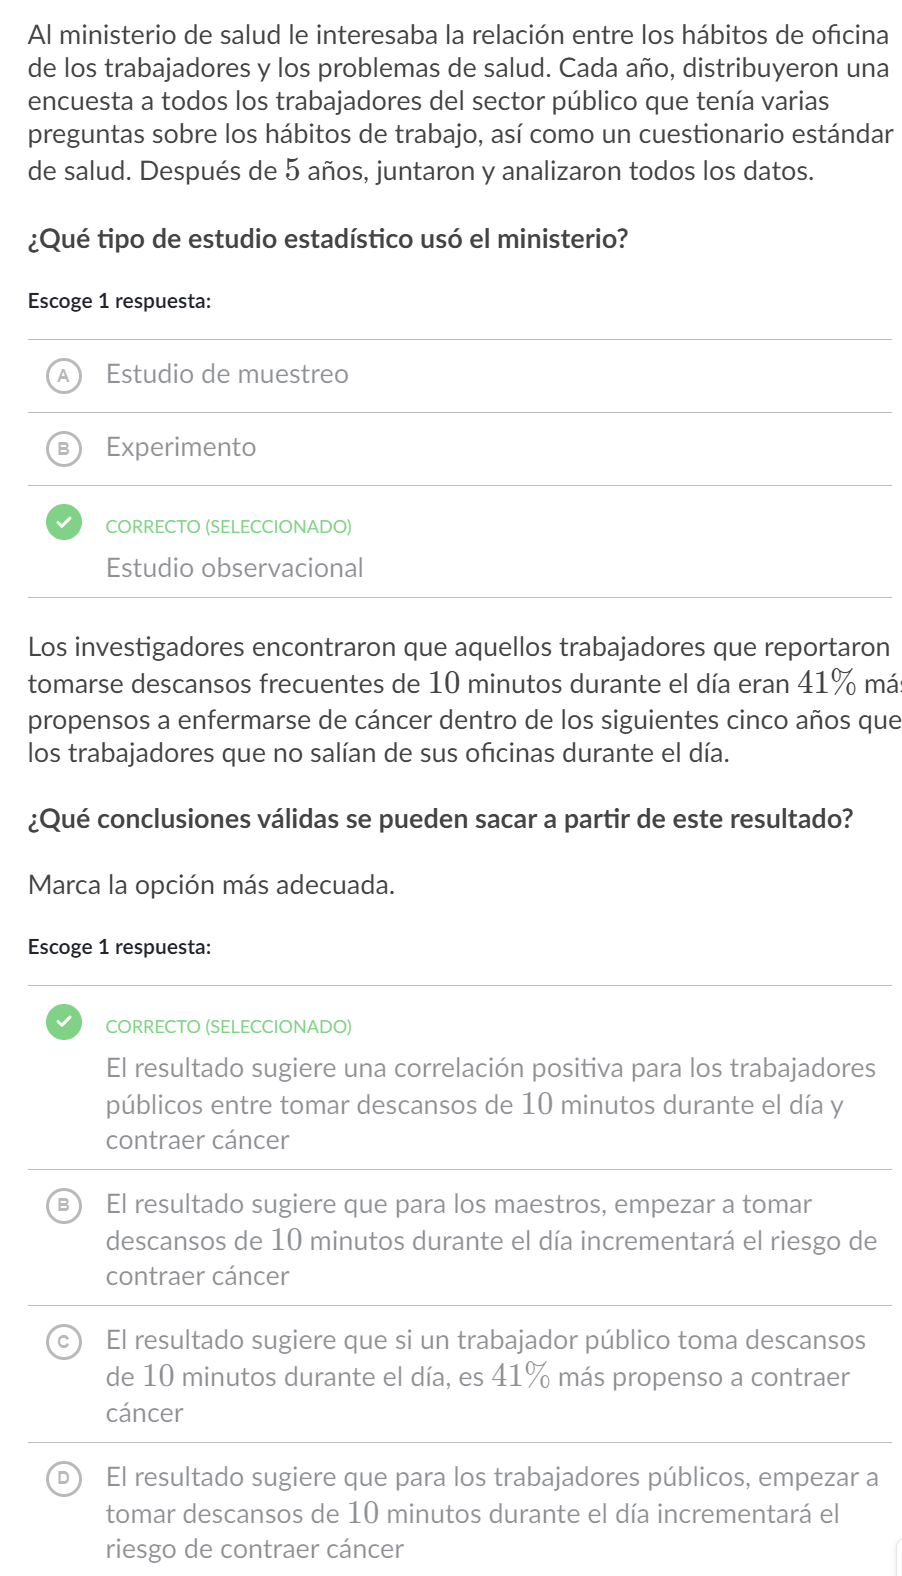 Al ministerio de salud le interesaba la relación entre los hábitos de oficina
de los trabajadores y los problemas de salud. Cada año, distribuyeron una
encuesta a todos los trabajadores del sector público que tenía varias
preguntas sobre los hábitos de trabajo, así como un cuestionario estándar
de salud. Después de 5 años, juntaron y analizaron todos los datos.
¿Qué tipo de estudio estadístico usó el ministerio?
Escoge 1 respuesta:
A Estudio de muestreo
B Experimento
CORRECTO (SELECCIONADO)
Estudio observacional
Los investigadores encontraron que aquellos trabajadores que reportaron
tomarse descansos frecuentes de 10 minutos durante el día eran 41% más
propensos a enfermarse de cáncer dentro de los siguientes cinco años que
los trabajadores que no salían de sus oficinas durante el día.
¿Qué conclusiones válidas se pueden sacar a partir de este resultado?
Marca la opción más adecuada.
Escoge 1 respuesta:
CORRECTO (SELECCIONADO)
El resultado sugiere una correlación positiva para los trabajadores
públicos entre tomar descansos de 10 minutos durante el día y
contraer cáncer
B El resultado sugiere que para los maestros, empezar a tomar
descansos de 10 minutos durante el día incrementará el riesgo de
contraer cáncer
C El resultado sugiere que si un trabajador público toma descansos
de 10 minutos durante el día, es 41% más propenso a contraer
cáncer
D El resultado sugiere que para los trabajadores públicos, empezar a
tomar descansos de 10 minutos durante el día incrementará el
riesgo de contraer cáncer